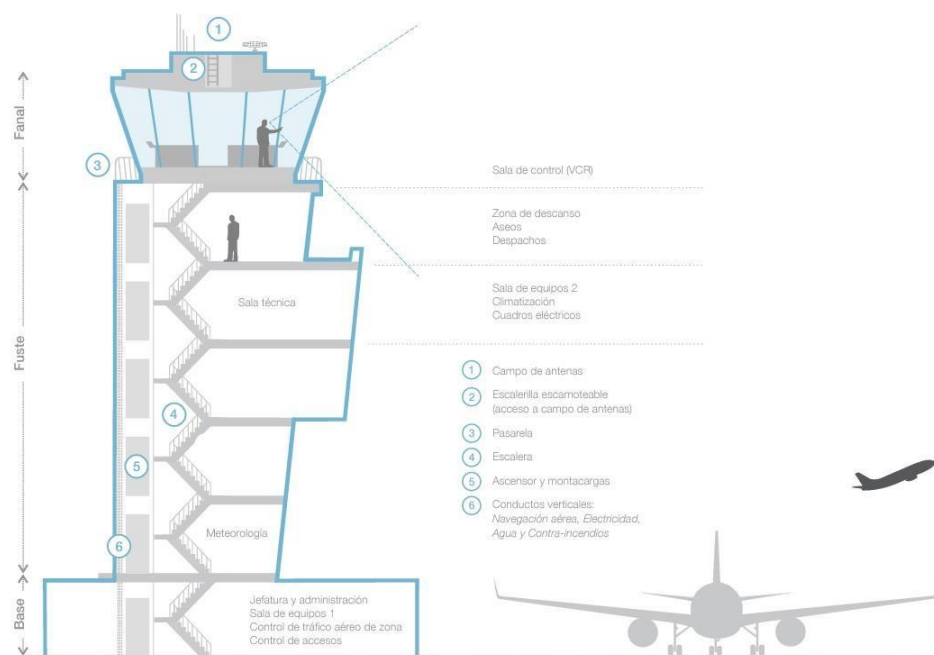 1
2
Fanal
3
Sala de control (VCR)
Zona de descanso
Aseos
Despachos
Sala de equipos 2
Climatización
Cuadros eléctricos
Sala técnica
Fuste
4
5
6
Meteorología
1 Campo de antenas
2 Escalerilla escamoteable
(acceso a campo de antenas)
3 Pasarela
4 Escalera
5 Ascensor y montacargas
6 Conductos verticales:
Navegación aérea, Electricidad,
Agua y Contra-incendios
Base
Jefatura y administración
Sala de equipos 1
Control de tráfico aéreo de zona
Control de accesos